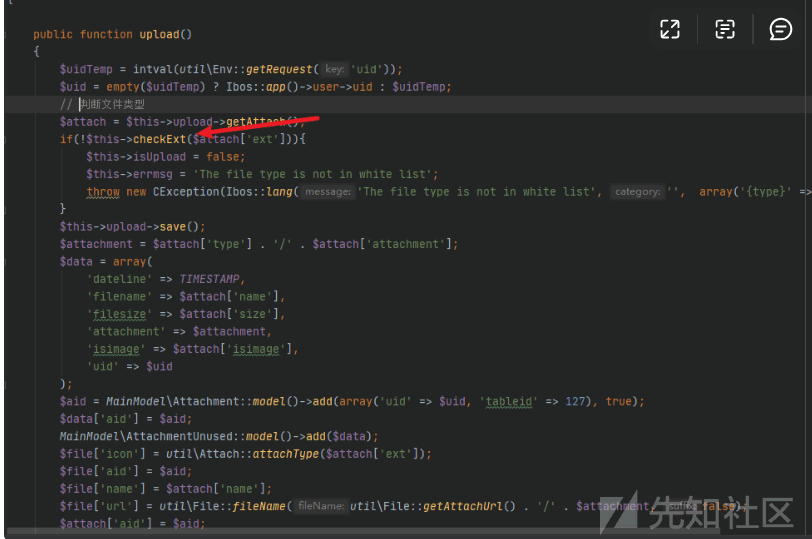 {
public function upload()
{
$uidTemp = intval(util\Env::getRequest( key: 'uid'));
$uid = empty($uidTemp) ? Ibos::app()->user->uid : $uidTemp;
// 判断文件类型
$attach = $this->upload->getAttach();
if(!$this->checkExt($attach['ext'])){
$this->isUpload = false;
$this->errmsg = 'The file type is not in white list';
throw new CException(Ibos::lang( message: 'The file type is not in white list', category: '', array('{type}' =>
}
$this->upload->save();
$attachment = $attach['type'] . '/' . $attach['attachment'];
$data = array(
'dateline' => TIMESTAMP,
'filename' => $attach['name'],
'filesize' => $attach['size'],
'attachment' => $attachment,
'isimage' => $attach['isimage'],
'uid' => $uid
);
$aid = MainModel\Attachment::model()->add(array('uid' => $uid, 'tableid' => 127), true);
$data['aid'] = $aid;
MainModel\AttachmentUnused::model()->add($data);
$file['icon'] = util\Attach::attachType($attach['ext']);
$file['aid'] = $aid;
$file['name'] = $attach['name'];
$file['url'] = util\File::fileName( fileName: util\File::getAttachUrl() . '/' . $attachment, suffix: false);
$attach['aid'] = $aid;
先知社区